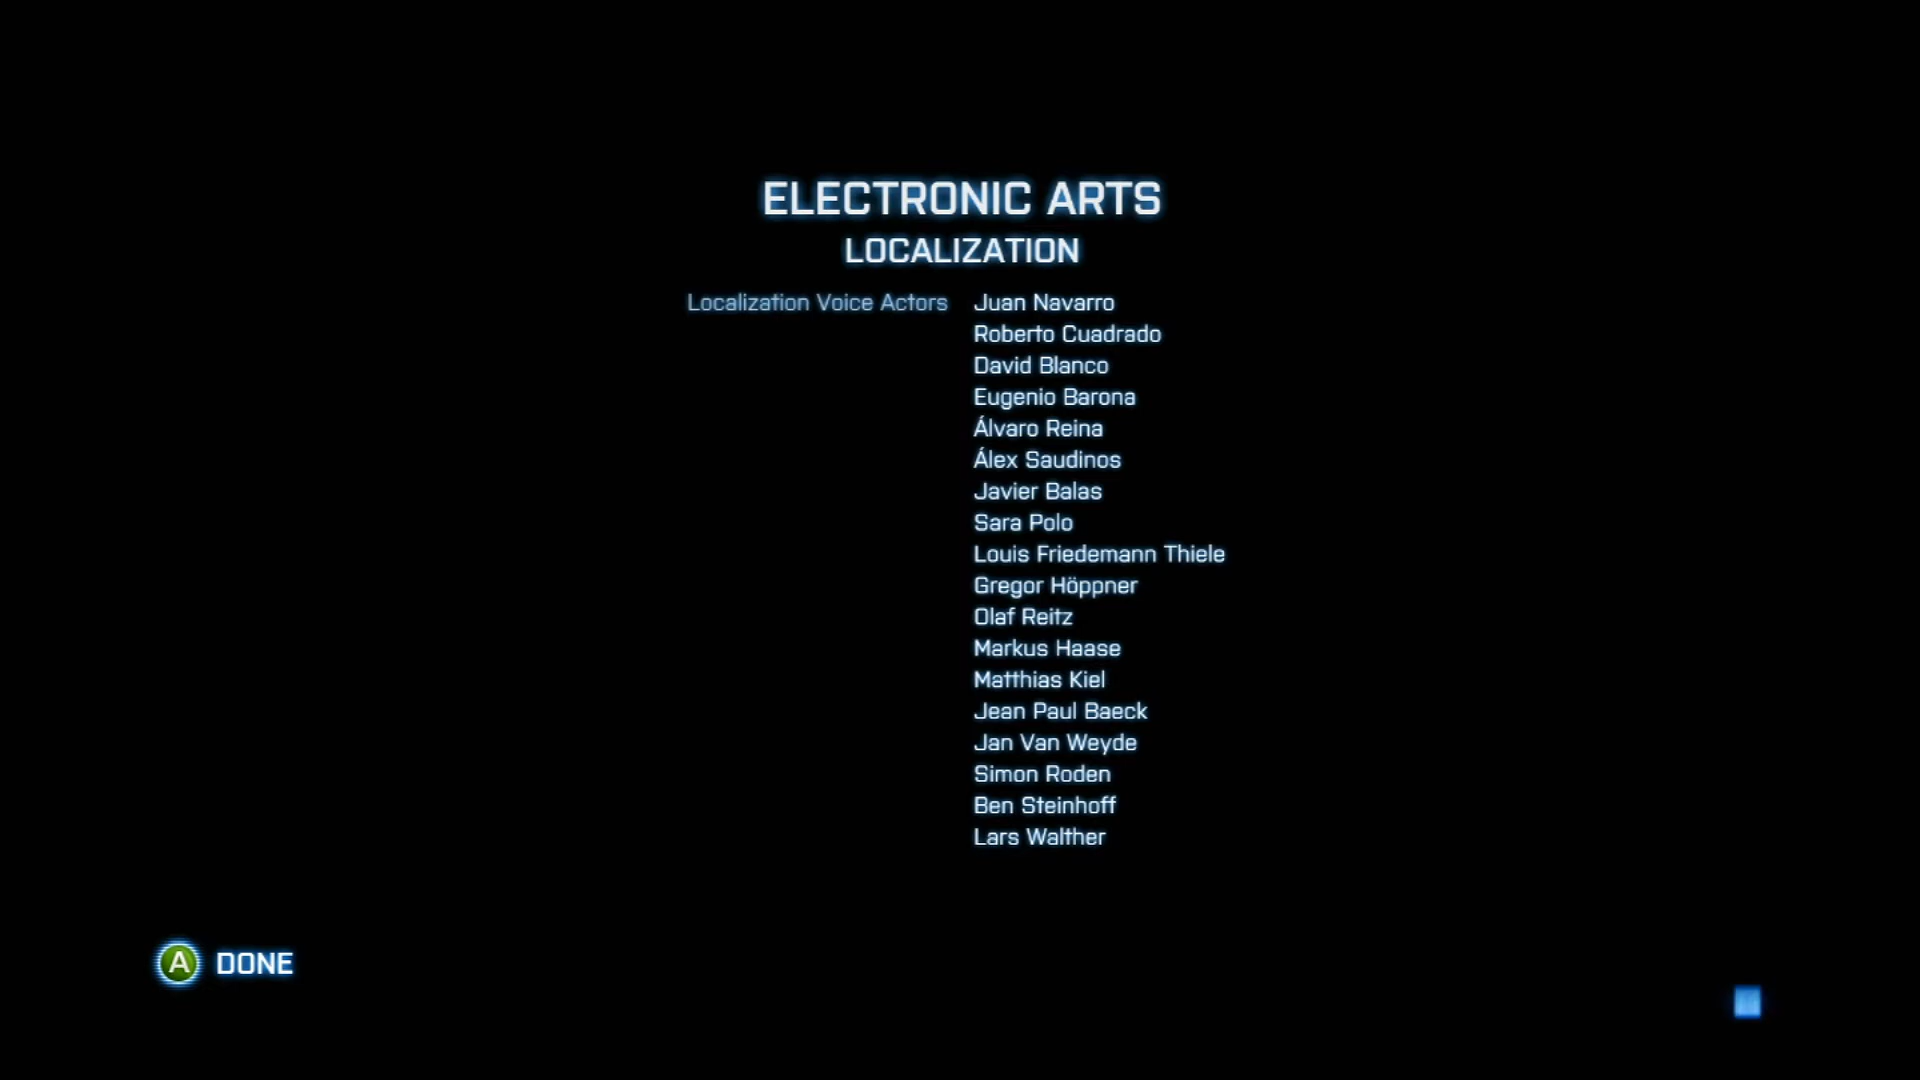 ELECTRONIC ARTS
LOCALIZATION
Localization Voice Actors Juan Navarro
Roberto Cuadrado
David Blanco
Eugenio Barona
Álvaro Reina
Álex Saudinos
Javier Balas
Sara Polo
Louis Friedemann Thiele
Gregor Höppner
Olaf Reitz
Markus Haase
Matthias Kiel
Jean Paul Baeck
Jan Van Weyde
Simon Roden
Ben Steinhoff
Lars Walther
A DONE